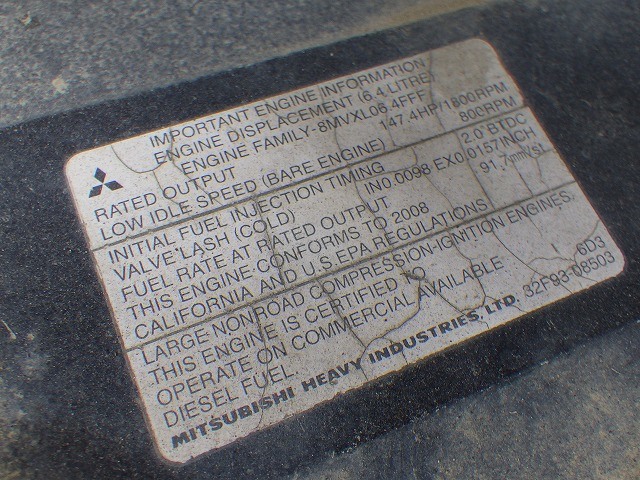 IMPORTANT ENGINE INFORMATION
ENGINE DISPLACEMENT (6.4 LITRE)
ENGINE FAMILY-8MVXL06.4FFF
RATED OUTPUT 147.4HP/1800RPM
LOW IDLE SPEED (BARE ENGINE) 800RPM
INITIAL FUEL INJECTION TIMING 2.0° BTDC
VALVE LASH (COLD) IN0.0098 EX0.0157INCH
FUEL RATE AT RATED OUTPUT 91.7mm³/st
THIS ENGINE CONFORMS TO 2008
CALIFORNIA AND U.S EPA REGULATIONS
LARGE NONROAD COMPRESSION-IGNITION ENGINES.
THIS ENGINE IS CERTIFIED TO
OPERATE ON COMMERCIAL AVAILABLE
DIESEL FUEL 6D3
MITSUBISHI HEAVY INDUSTRIES, LTD. 32F93-08503